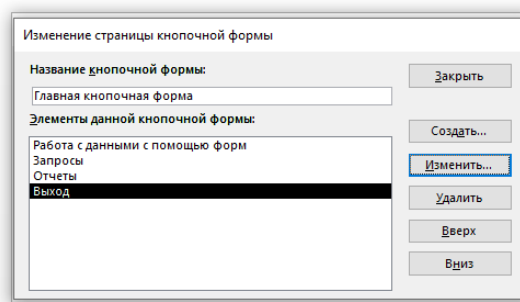 Изменение страницы кнопочной формы
Название кнопочной формы:
Закрыть
Главная кнопочная форма
Элементы данной кнопочной формы:
Создать...
Работа с данными с помощью форм
Запросы
Изменить...
Отчеты
Выход
Удалить
Вверх
Вниз